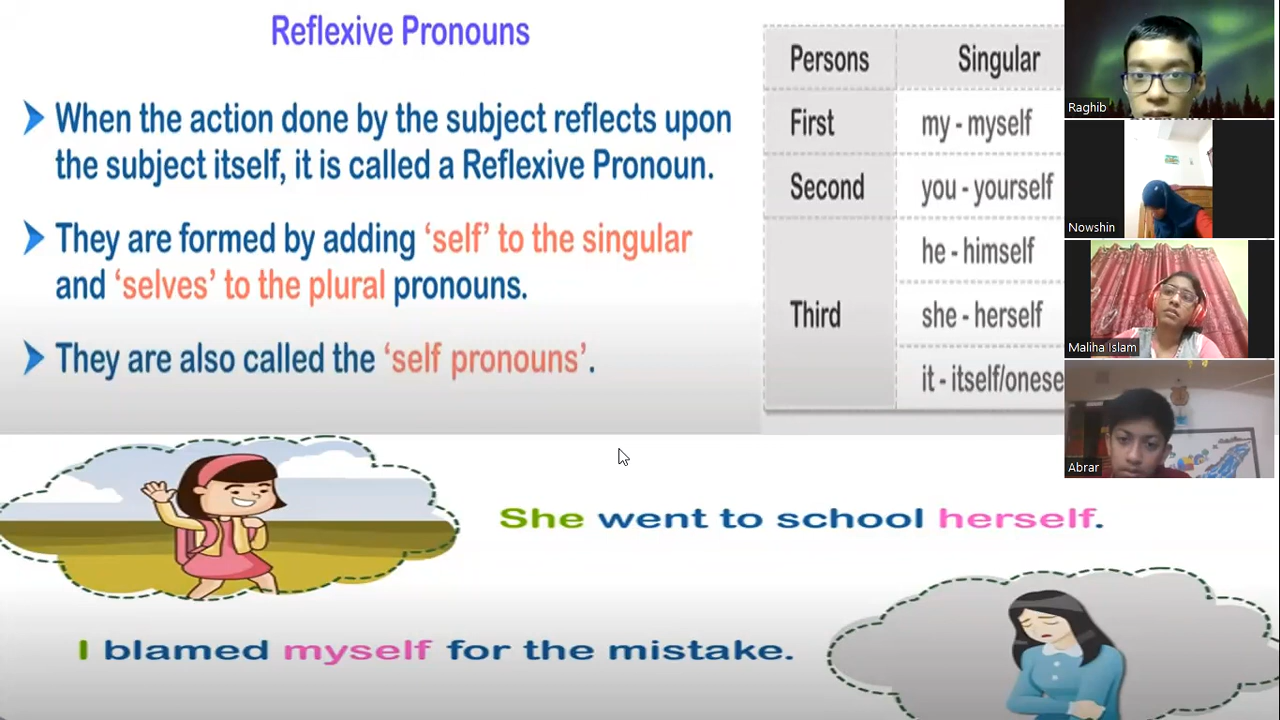 Reflexive Pronouns
When the action done by the subject reflects upon
the subject itself, it is called a Reflexive Pronoun.
They are formed by adding ‘self’ to the singular
and ‘selves’ to the plural pronouns.
They are also called the ‘self pronouns’.
Persons Singular
First my - myself
Second you - yourself
he - himself
Third she - herself
it - itself/onese
She went to school herself.
I blamed myself for the mistake.
Raghib
Nowshin
Maliha Islam
Abrar